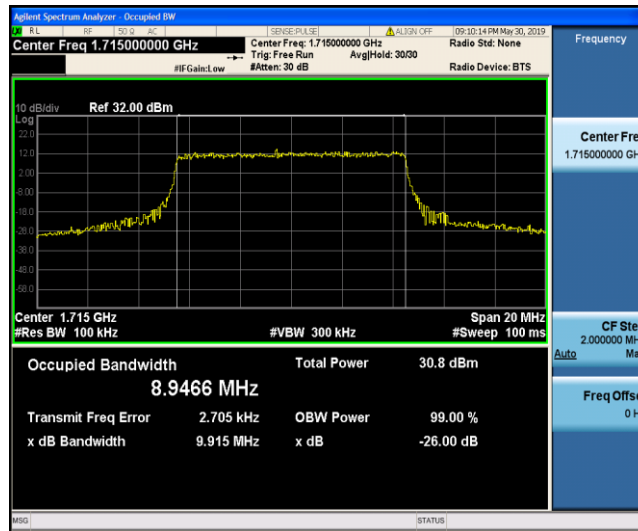 Agilent Spectrum Analyzer - Occupied BW
RL RF 50 Ω AC SENSE:PULSE ALIGN OFF 09:10:14 PM May 30, 2019
Center Freq 1.715000000 GHz Center Freq: 1.715000000 GHz Radio Std: None
Trig: Free Run Avg|Hold: 30/30
#IFGain:Low #Atten: 30 dB Radio Device: BTS
Frequency
10 dB/div Ref 32.00 dBm
Log
22.0
12.0
2.00
-8.00
-18.0
-28.0
-38.0
-48.0
-58.0
Center 1.715 GHz Span 20 MHz
#Res BW 100 kHz #VBW 300 kHz #Sweep 100 ms
Occupied Bandwidth Total Power 30.8 dBm
8.9466 MHz
Transmit Freq Error 2.705 kHz OBW Power 99.00 %
x dB Bandwidth 9.915 MHz x dB -26.00 dB
Center Fre
1.715000000 GH
CF Ste
2.000000 MH
Auto Ma
Freq Offse
0 H
MSG STATUS